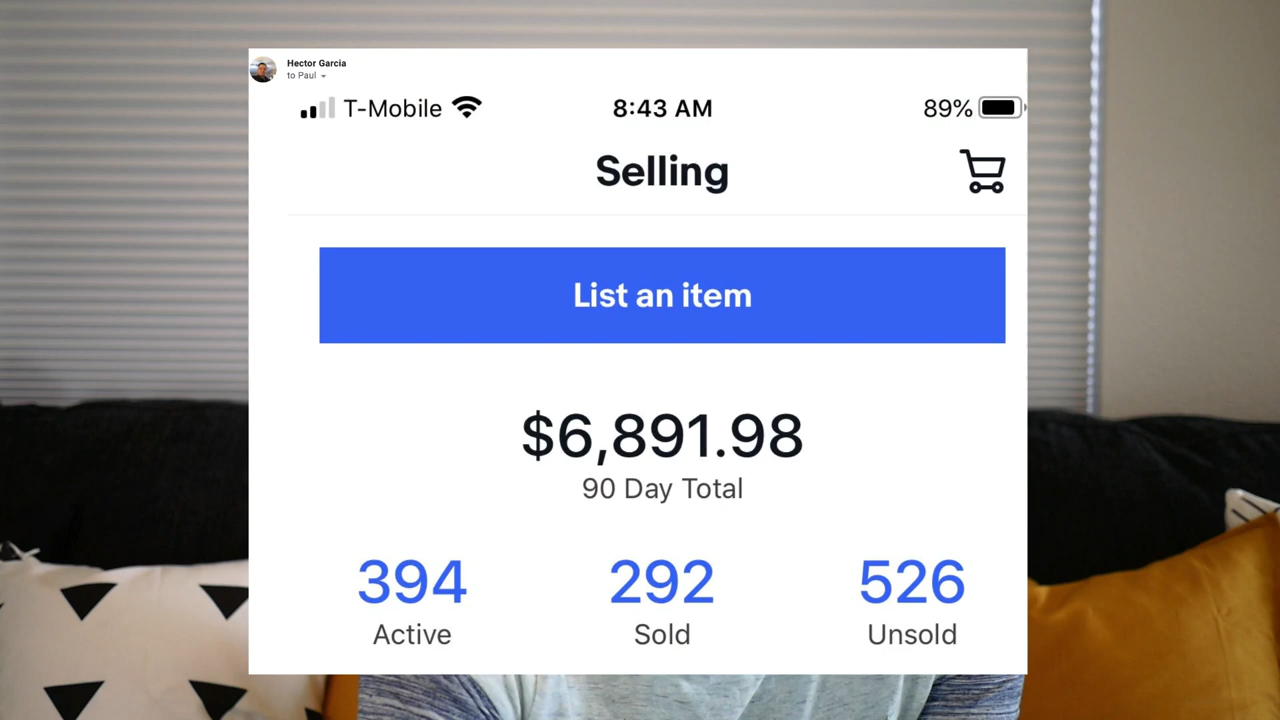 Hector Garcia
to Paul
T-Mobile 8:43 AM 89%
Selling
List an item
$6,891.98
90 Day Total
394 292 526
Active Sold Unsold